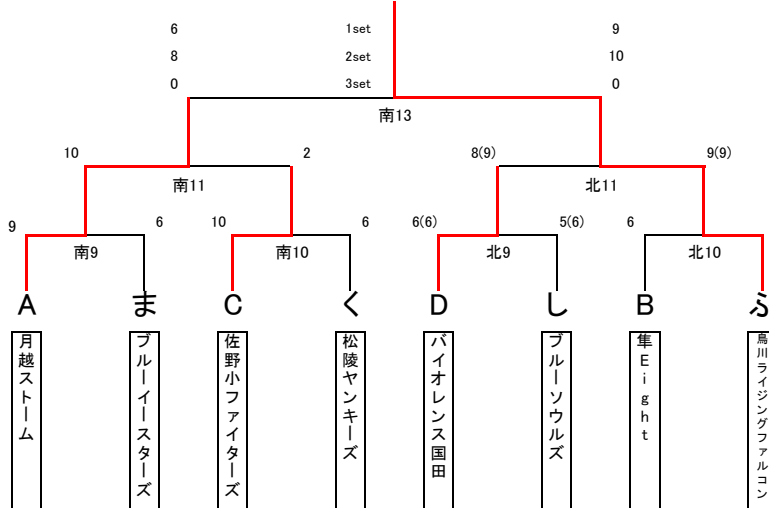 6 1set 9
8 2set 10
0 3set 0
南13
10 2 8(9) 9(9)
南11 北11
9 6 10 6 6(6) 5(6) 6
南9 南10 北9 北10
A ま C く D し B ふ
月越ストーム
ブルーイースターズ
佐野小ファイターズ
松陵ヤンキーズ
バイオレンス国田
ブルーソウルズ
隼Eight
鳥川ライジングファルコン